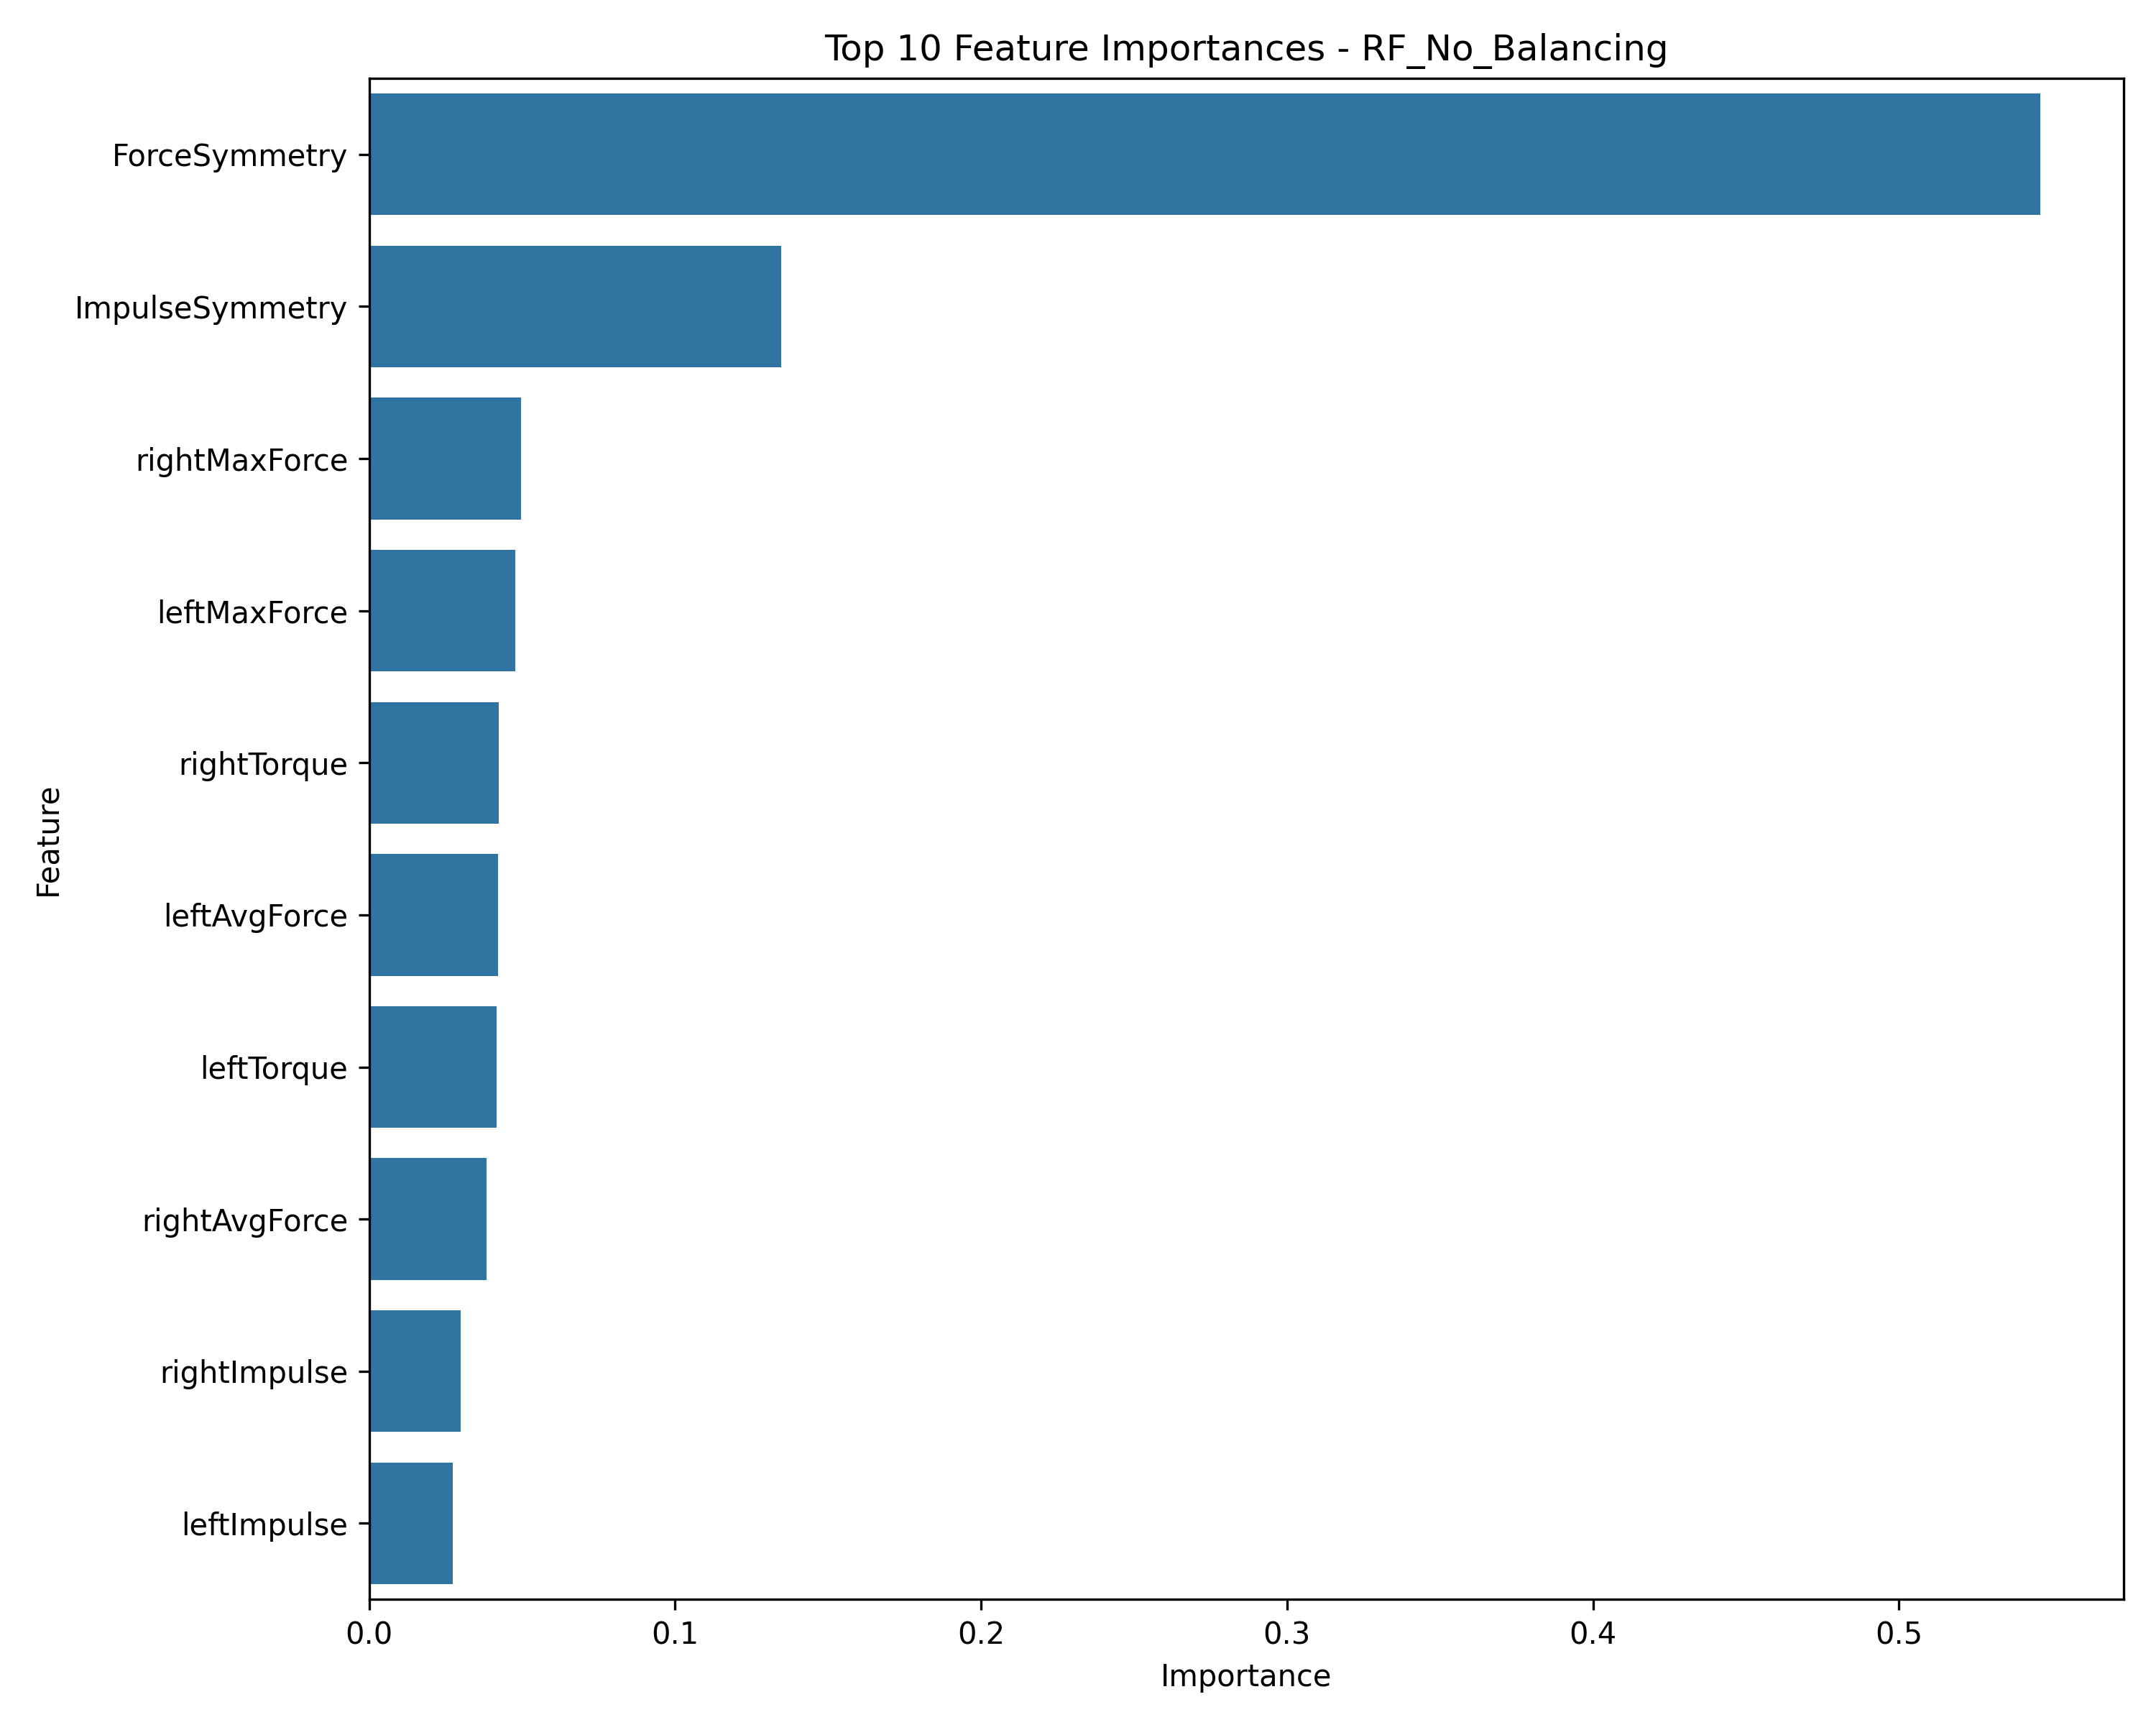 Top 10 Feature Importances - RF_No_Balancing
ForceSymmetry
ImpulseSymmetry
rightMaxForce
leftMaxForce
rightTorque
leftAvgForce
leftTorque
rightAvgForce
rightImpulse
leftImpulse
Feature
0.0 0.1 0.2 0.3 0.4 0.5
Importance